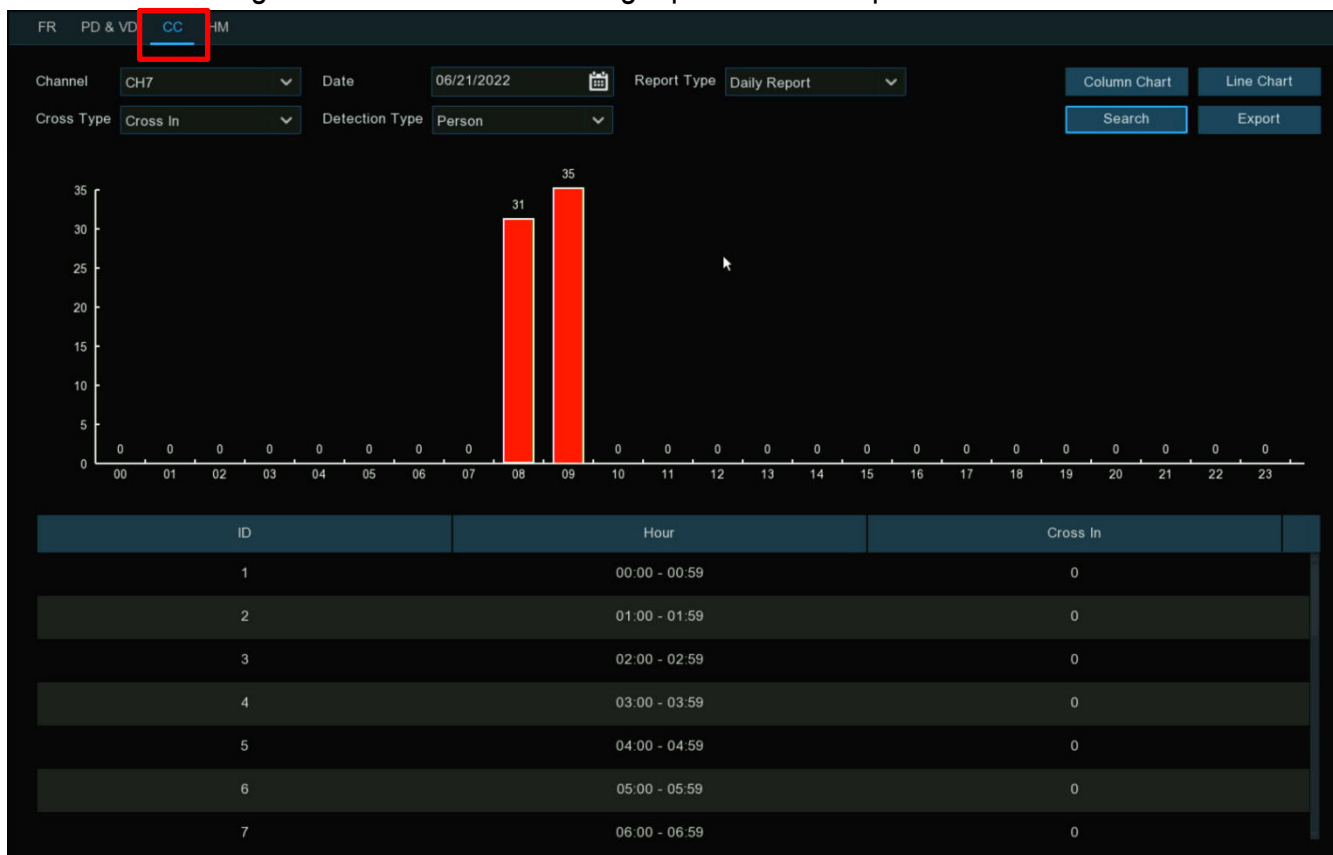 FR PD & VD CC HM
Channel CH7 Date 06/21/2022 Report Type Daily Report Column Chart Line Chart
Cross Type Cross In Detection Type Person Search Export
35
31
35
30
25
20
15
10
5
0 0 0 0 0 0 0 0 0 0 0 0 0 0 0 0 0 0 0 0 0 0
0
00 01 02 03 04 05 06 07 08 09 10 11 12 13 14 15 16 17 18 19 20 21 22 23
ID Hour Cross In
1 00:00 - 00:59 0
2 01:00 - 01:59 0
3 02:00 - 02:59 0
4 03:00 - 03:59 0
5 04:00 - 04:59 0
6 05:00 - 05:59 0
7 06:00 - 06:59 0